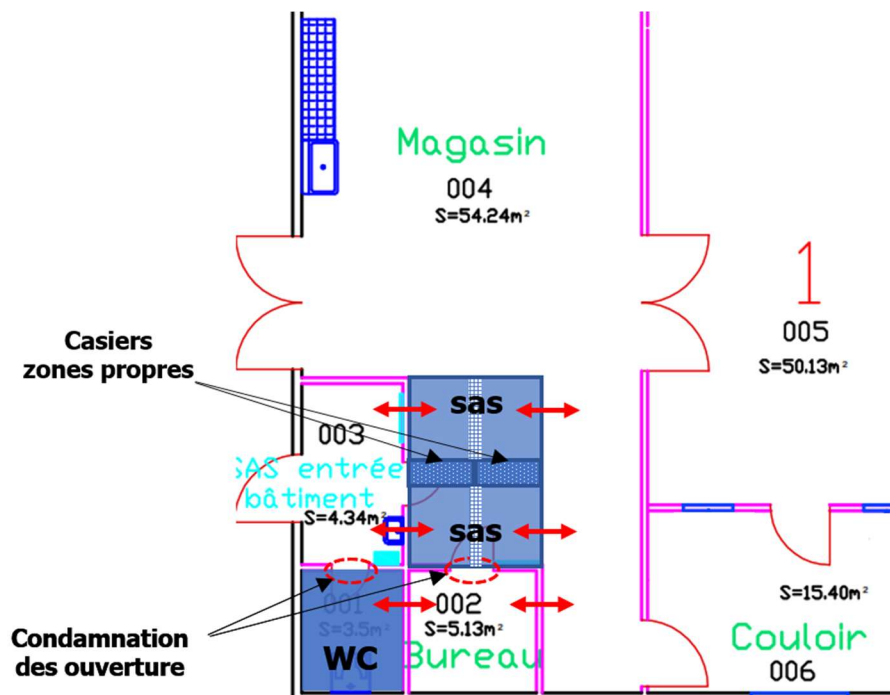 Magasin
004
S=54.24m²
1
005
S=50.13m²
Casiers
zones propres
sas
003
SAS entrée
bâtiment
S=4.34m²
sas
001
S=3.5m²
WC
002
S=5.13m²
Bureau
Condamnation
des ouverture
S=15.40m²
Couloir
006